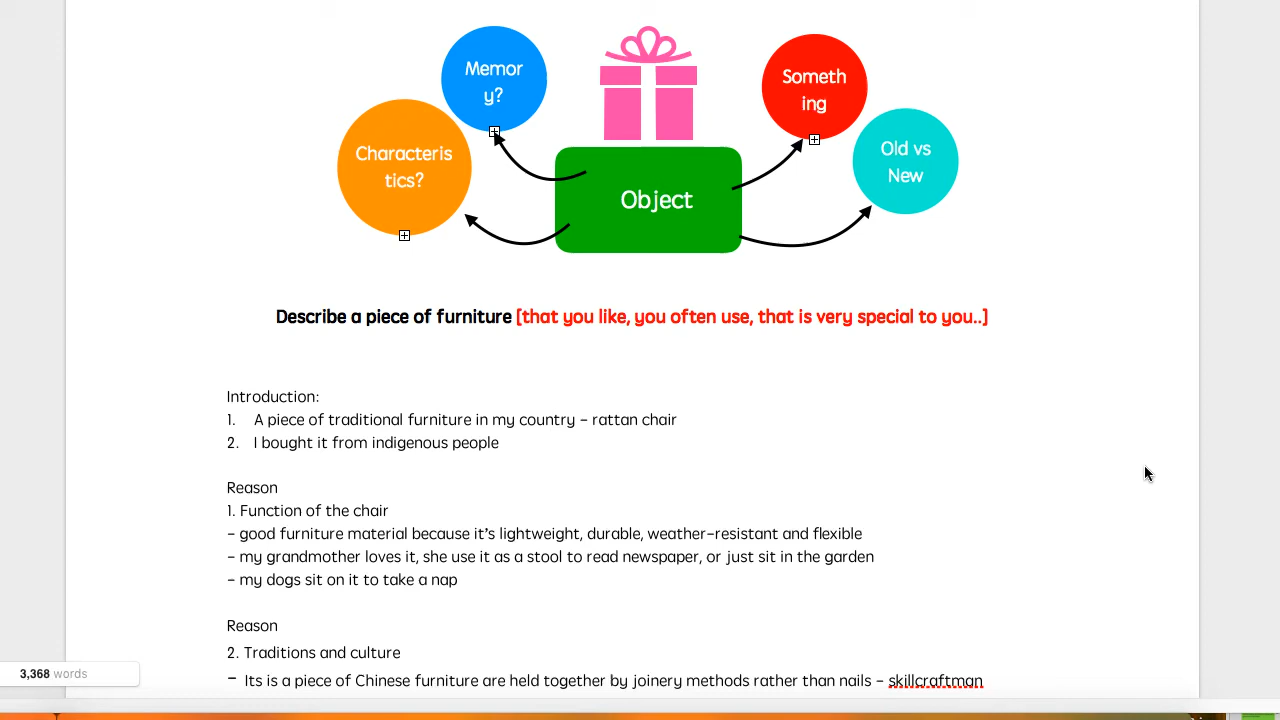 Memor
y?
Someth
ing
Characteris
tics?
Old vs
New
Object
Describe a piece of furniture [that you like, you often use, that is very special to you..]
Introduction:
1. A piece of traditional furniture in my country – rattan chair
2. I bought it from indigenous people
Reason
1. Function of the chair
– good furniture material because it's lightweight, durable, weather-resistant and flexible
– my grandmother loves it, she use it as a stool to read newspaper, or just sit in the garden
– my dogs sit on it to take a nap
Reason
2. Traditions and culture
– Its is a piece of Chinese furniture are held together by joinery methods rather than nails – skillcraftman
3,368 words